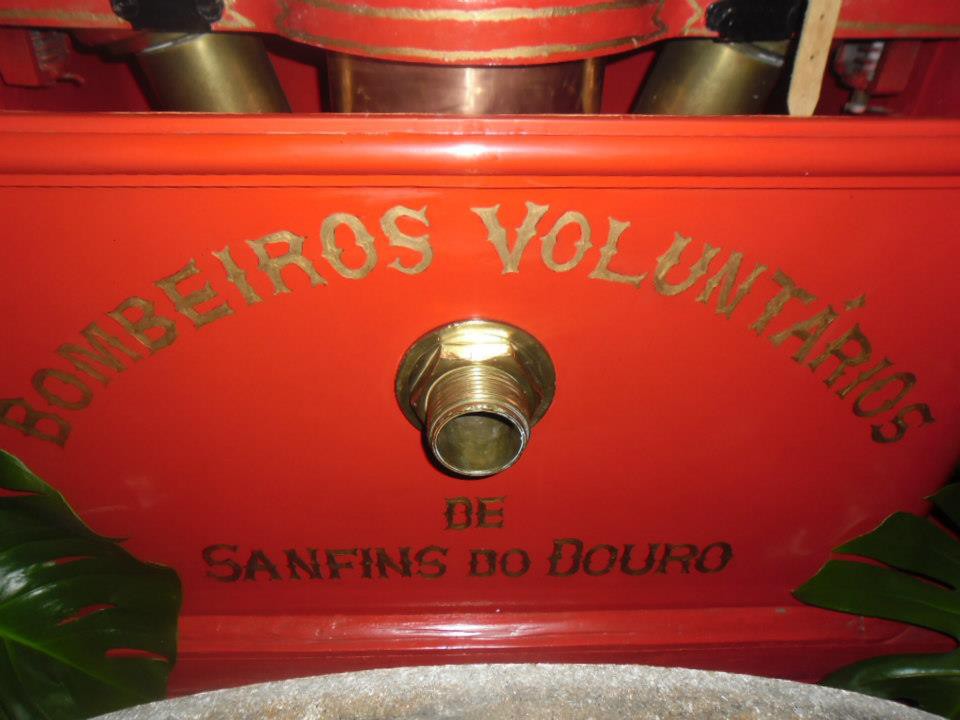 BOMBEIROS VOLUNTÁRIOS
DE
SANFINS DO DOURO